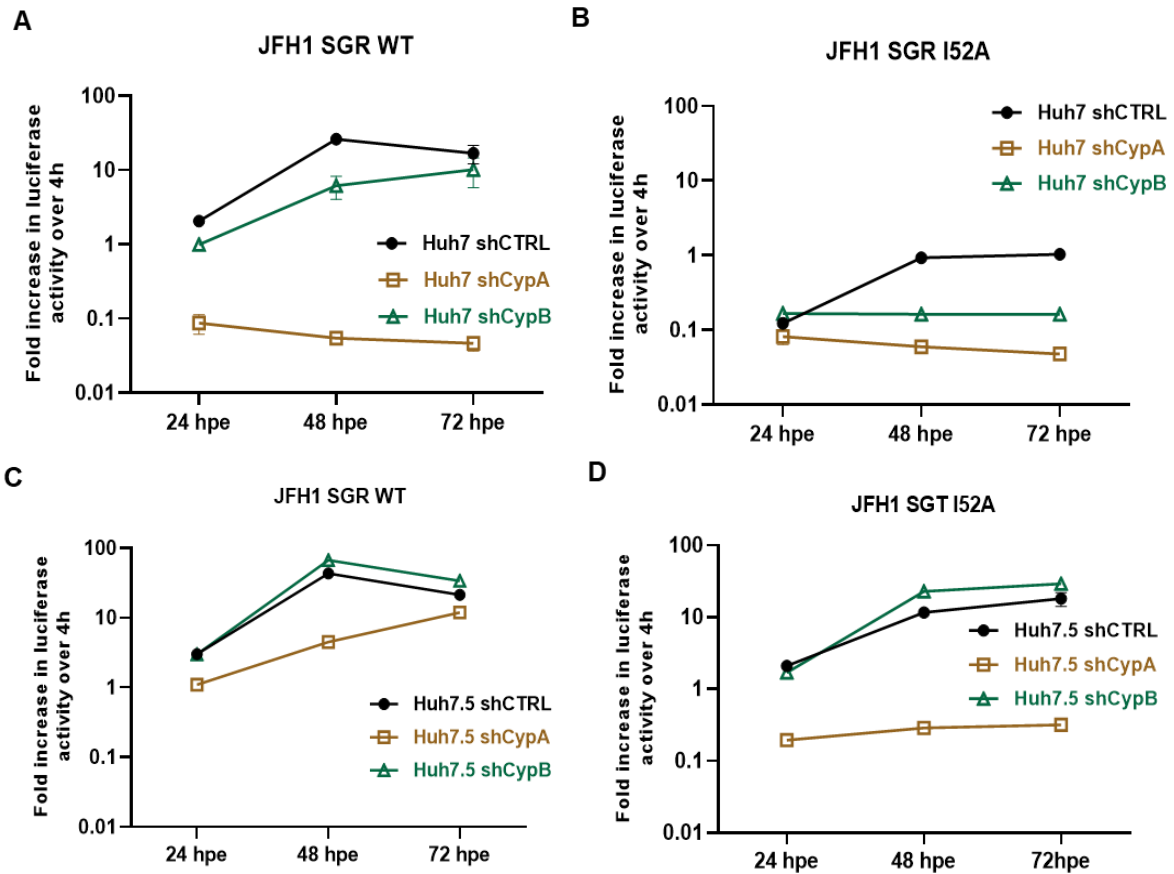 A
JFH1 SGR WT
Fold increase in luciferase
activity over 4h
100
10
1
0.1
0.01
24 hpe
48 hpe
72 hpe
Huh7 shCTRL
Huh7 shCypA
Huh7 shCypB
B
JFH1 SGR I52A
Fold increase in luciferase
activity over 4h
100
10
1
0.1
0.01
24 hpe
48 hpe
72 hpe
Huh7 shCTRL
Huh7 shCypA
Huh7 shCypB
C
JFH1 SGR WT
Fold increase in luciferase
activity over 4h
100
10
1
0.1
0.01
24 hpe
48 hpe
72 hpe
Huh7.5 shCTRL
Huh7.5 shCypA
Huh7.5 shCypB
D
JFH1 SGT I52A
Fold increase in luciferase
activity over 4h
100
10
1
0.1
0.01
24 hpe
48 hpe
72hpe
Huh7.5 shCTRL
Huh7.5 shCypA
Huh7.5 shCypB